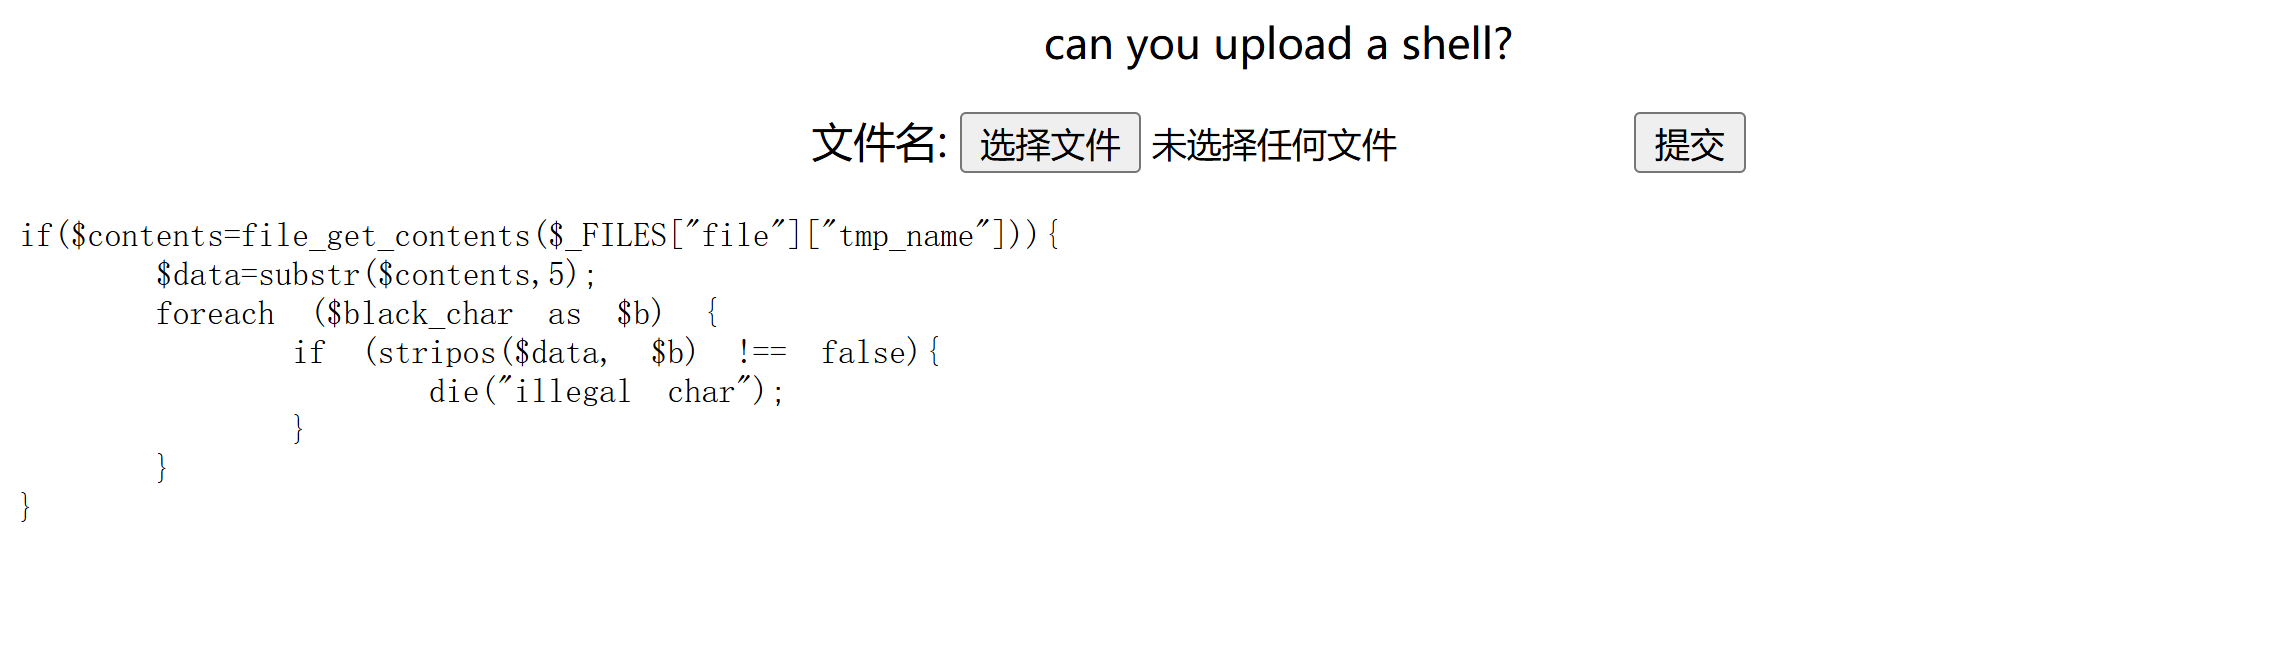 can you upload a shell?
文件名: 选择文件 未选择任何文件 提交
if($contents=file_get_contents($_FILES["file"]["tmp_name"])){
$data=substr($contents,5);
foreach ($black_char as $b) {
if (stripos($data, $b) !== false){
die("illegal char");
}
}
}